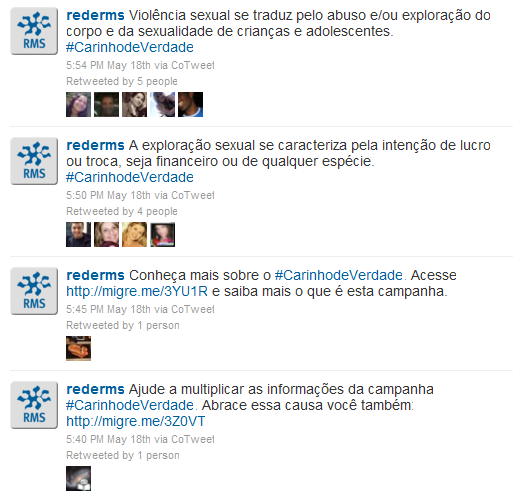 rederms Violência sexual se traduz pelo abuso e/ou exploração do
corpo e da sexualidade de crianças e adolescentes.
#CarinhodeVerdade
5:54 PM May 18th via CoTweet
Retweeted by 5 people
RMS
rederms A exploração sexual se caracteriza pela intenção de lucro
ou troca, seja financeiro ou de qualquer espécie.
#CarinhodeVerdade
5:50 PM May 18th via CoTweet
Retweeted by 4 people
RMS
rederms Conheça mais sobre o #CarinhodeVerdade. Acesse
http://migre.me/3YU1R e saiba mais o que é esta campanha.
5:45 PM May 18th via CoTweet
Retweeted by 1 person
RMS
rederms Ajude a multiplicar as informações da campanha
#CarinhodeVerdade. Abrace essa causa você também:
http://migre.me/3Z0VT
5:40 PM May 18th via CoTweet
Retweeted by 1 person
RMS